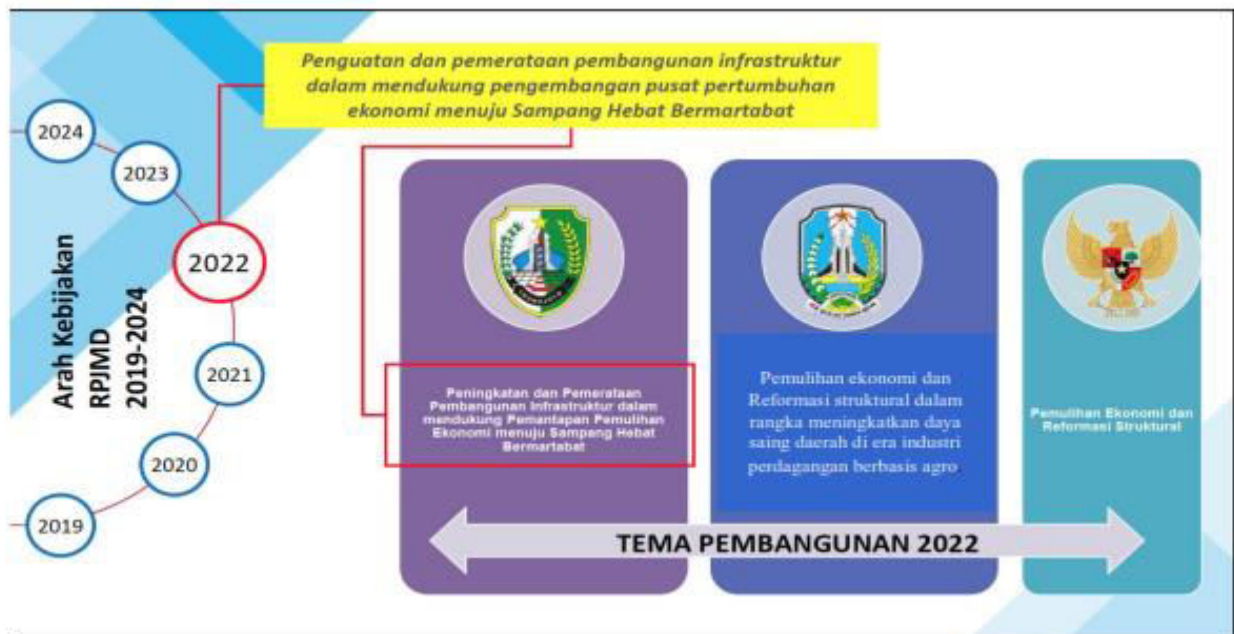 Penguatan dan pemerataan pembangunan infrastruktur
dalam mendukung pengembangan pusat pertumbuhan
ekonomi menuju Sampang Hebat Bermartabat
2024
2023
2022
2021
2020
2019
Arah Kebijakan
RPJMD
2019-2024
Peningkatan dan Pemerataan
Pembangunan Infrastruktur dalam
mendukung Pemantapan Pemulihan
Ekonomi menuju Sampang Hebat
Bermartabat
Pemulihan ekonomi dan
Reformasi struktural dalam
rangka meningkatkan daya
saing daerah di era industri
perdagangan berbasis agro.
Pemulihan Ekonomi dan
Reformasi Struktural
TEMA PEMBANGUNAN 2022